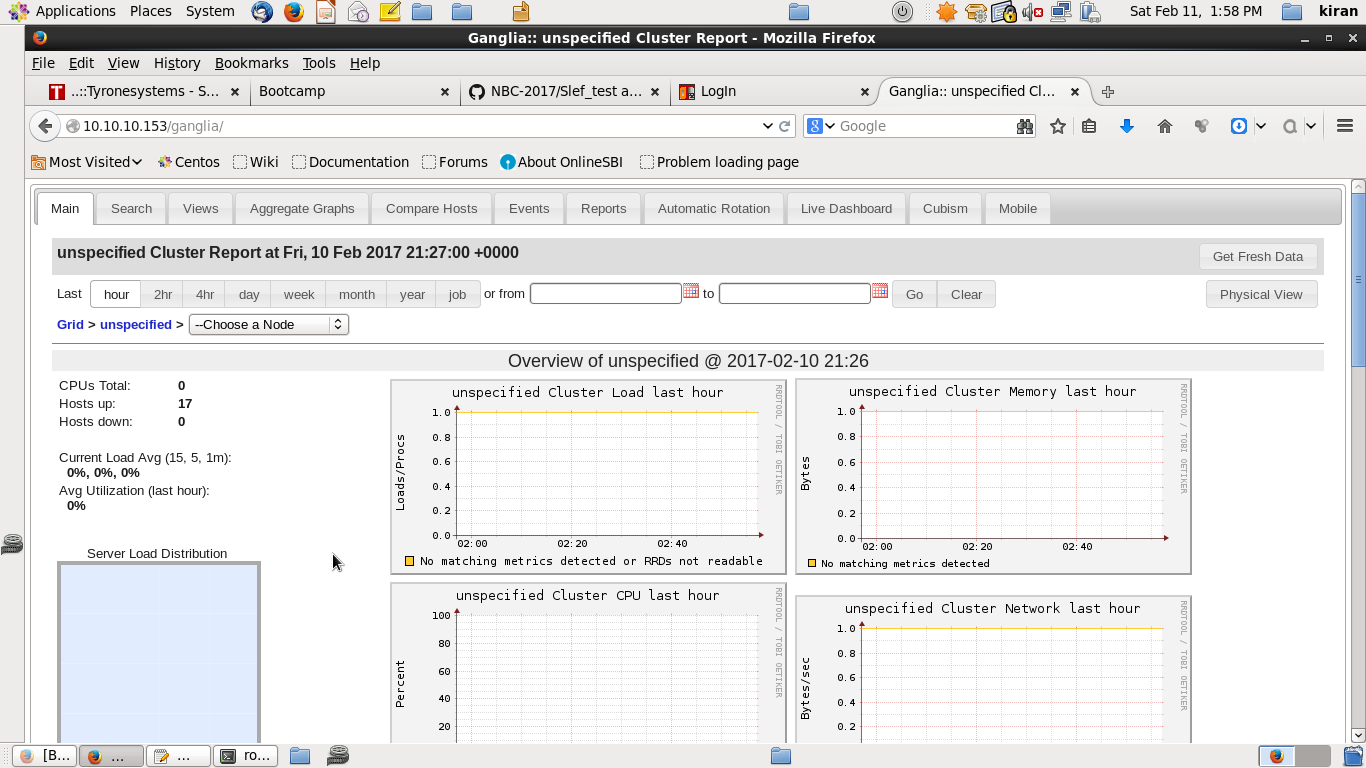 Applications Places System Sat Feb 11, 1:58 PM kiran
Ganglia:: unspecified Cluster Report - Mozilla Firefox
File Edit View History Bookmarks Tools Help
..::Tyronesystems - S... Bootcamp NBC-2017/Slef_test a... LogIn Ganglia:: unspecified Cl...
10.10.10.153/ganglia/ Google
Most Visited Centos Wiki Documentation Forums About OnlineSBI Problem loading page
Main Search Views Aggregate Graphs Compare Hosts Events Reports Automatic Rotation Live Dashboard Cubism Mobile
unspecified Cluster Report at Fri, 10 Feb 2017 21:27:00 +0000 Get Fresh Data
Last hour 2hr 4hr day week month year job or from to Go Clear Physical View
Grid > unspecified > --Choose a Node
Overview of unspecified @ 2017-02-10 21:26
CPUs Total: 0
Hosts up: 17
Hosts down: 0
Current Load Avg (15, 5, 1m):
0%, 0%, 0%
Avg Utilization (last hour):
0%
Server Load Distribution
unspecified Cluster Load last hour
RRDTOOL / TOBI OETIKER
Loads/Procs
1.0
0.8
0.6
0.4
0.2
0.0
02:00 02:20 02:40
No matching metrics detected or RRDs not readable
unspecified Cluster Memory last hour
RRDTOOL / TOBI OETIKER
Bytes
1.0
0.8
0.6
0.4
0.2
0.0
02:00 02:20 02:40
No matching metrics detected
unspecified Cluster CPU last hour
RRDTOOL / TOBI OETIKER
Percent
100
80
60
40
20
unspecified Cluster Network last hour
RRDTOOL / TOBI OETIKER
Bytes/sec
1.0
0.8
0.6
0.4
0.2
[B... ... ... ro...